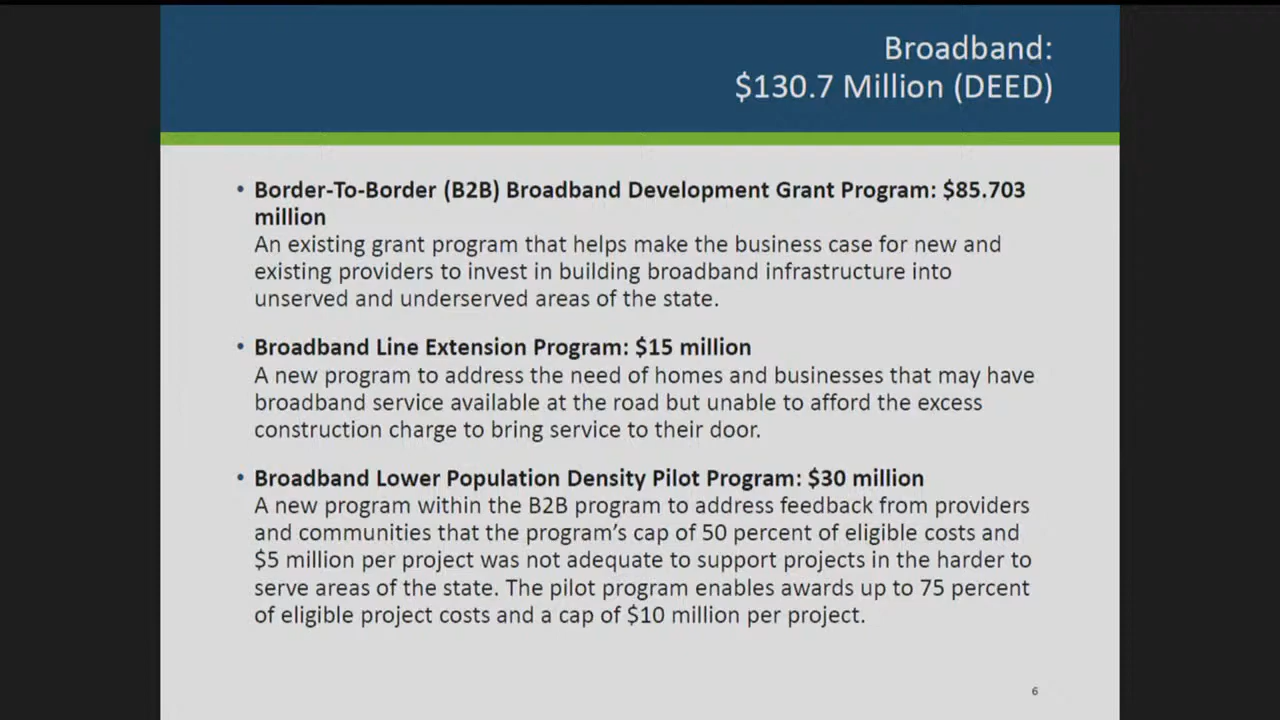 Broadband:
$130.7 Million (DEED)
• Border-To-Border (B2B) Broadband Development Grant Program: $85.703
million
An existing grant program that helps make the business case for new and
existing providers to invest in building broadband infrastructure into
unserved and underserved areas of the state.
• Broadband Line Extension Program: $15 million
A new program to address the need of homes and businesses that may have
broadband service available at the road but unable to afford the excess
construction charge to bring service to their door.
• Broadband Lower Population Density Pilot Program: $30 million
A new program within the B2B program to address feedback from providers
and communities that the program's cap of 50 percent of eligible costs and
$5 million per project was not adequate to support projects in the harder to
serve areas of the state. The pilot program enables awards up to 75 percent
of eligible project costs and a cap of $10 million per project.
6